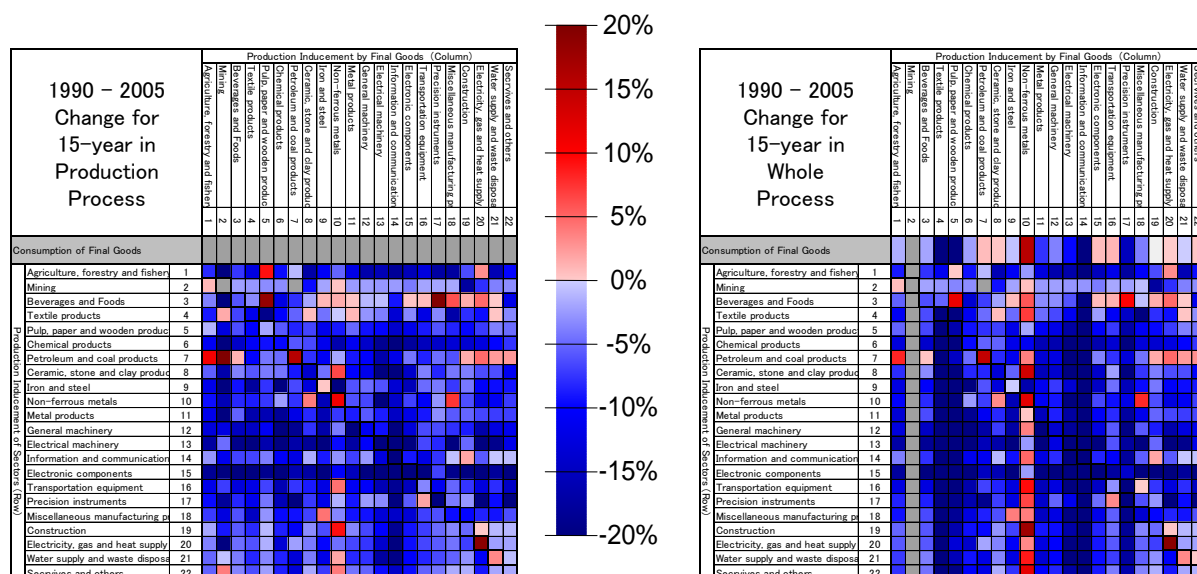 Production Inducement by Final Goods (Column)
1990 – 2005
Change for
15-year in
Production
Process
Agriculture, forestry and fisher
Mining
Beverages and Foods
Textile products
Pulp, paper and wooden produc
Chemical products
Petroleum and coal products
Ceramic, stone and clay produc
Iron and steel
Non-ferrous metals
Metal products
General machinery
Electrical machinery
Information and communication
Electronic components
Transportation equipment
Precision instruments
Miscellaneous manufacturing p
Construction
Electricity, gas and heat supply
Water supply and waste disposa
Secrvives and others
1 2 3 4 5 6 7 8 9 10 11 12 13 14 15 16 17 18 19 20 21 22
Consumption of Final Goods
Production Inducement of Sectors (Row)
Agriculture, forestry and fishery 1
Mining 2
Beverages and Foods 3
Textile products 4
Pulp, paper and wooden produc 5
Chemical products 6
Petroleum and coal products 7
Ceramic, stone and clay produc 8
Iron and steel 9
Non-ferrous metals 10
Metal products 11
General machinery 12
Electrical machinery 13
Information and communication 14
Electronic components 15
Transportation equipment 16
Precision instruments 17
Miscellaneous manufacturing p 18
Construction 19
Electricity, gas and heat supply 20
Water supply and waste disposa 21
Secrvives and others 22
20%
15%
10%
5%
0%
-5%
-10%
-15%
-20%
Production Inducement by Final Goods (Column)
1990 – 2005
Change for
15-year in
Whole
Process
Agriculture, forestry and fisher
Mining
Beverages and Foods
Textile products
Pulp, paper and wooden produc
Chemical products
Petroleum and coal products
Ceramic, stone and clay produc
Iron and steel
Non-ferrous metals
Metal products
General machinery
Electrical machinery
Information and communication
Electronic components
Transportation equipment
Precision instruments
Miscellaneous manufacturing p
Construction
Electricity, gas and heat supply
Water supply and waste disposa
1 2 3 4 5 6 7 8 9 10 11 12 13 14 15 16 17 18 19 20 21 22
Consumption of Final Goods
Production Inducement of Sectors (Row)
Agriculture, forestry and fishery 1
Mining 2
Beverages and Foods 3
Textile products 4
Pulp, paper and wooden produc 5
Chemical products 6
Petroleum and coal products 7
Ceramic, stone and clay produc 8
Iron and steel 9
Non-ferrous metals 10
Metal products 11
General machinery 12
Electrical machinery 13
Information and communication 14
Electronic components 15
Transportation equipment 16
Precision instruments 17
Miscellaneous manufacturing p 18
Construction 19
Electricity, gas and heat supply 20
Water supply and waste disposa 21
Secrvives and others 22